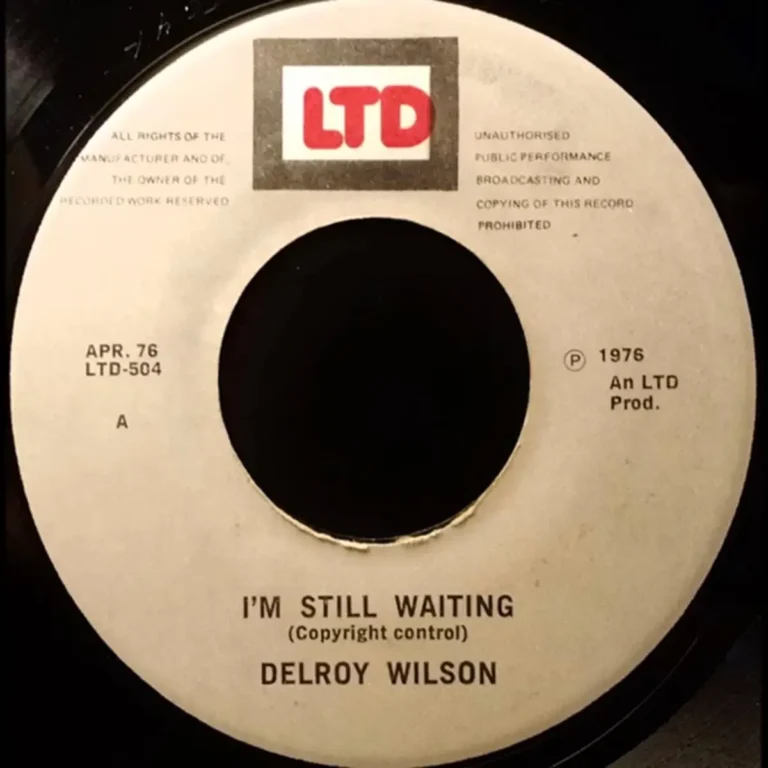 LTD
ALL RIGHTS OF THE
MANUFACTURER AND OF
THE OWNER OF THE
RECORDED WORK RESERVED
UNAUTHORISED
PUBLIC PERFORMANCE
BROADCASTING AND
COPYING OF THIS RECORD
PROHIBITED
APR. 76
LTD-504
A
Ⓟ 1976
An LTD
Prod.
I'M STILL WAITING
(Copyright control)
DELROY WILSON